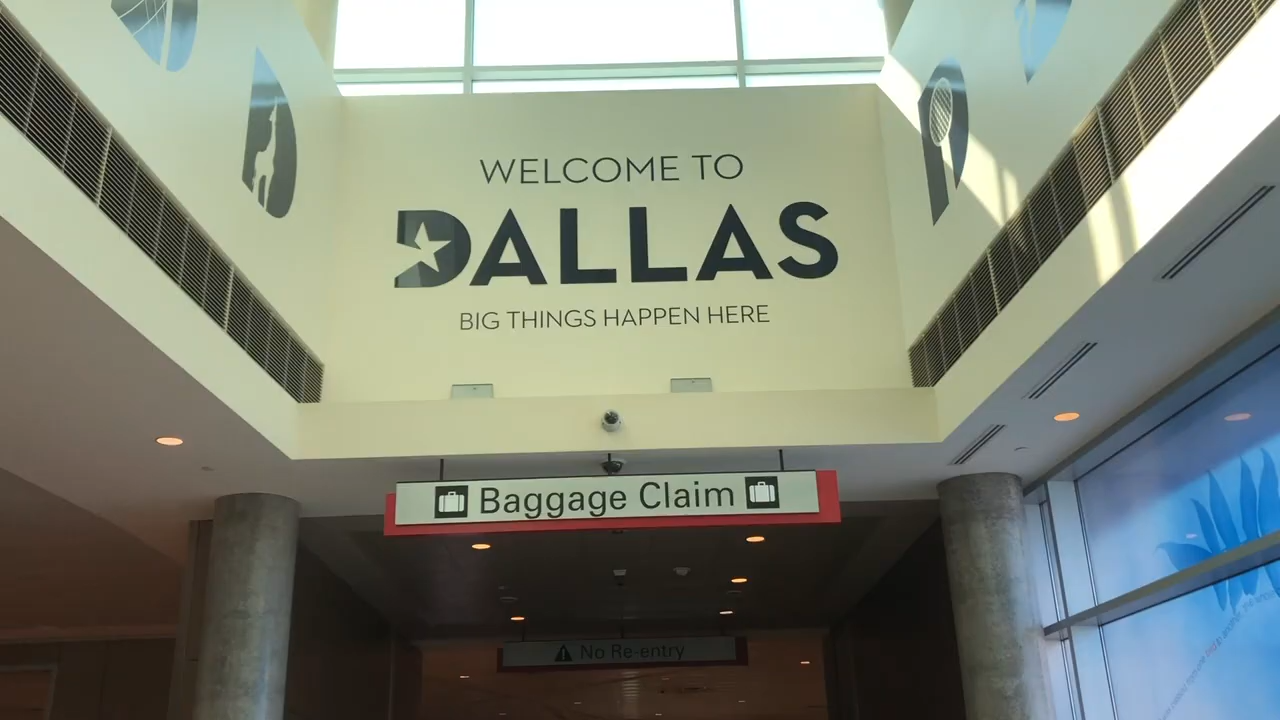 WELCOME TO
DALLAS
BIG THINGS HAPPEN HERE
Baggage Claim
No Re-entry